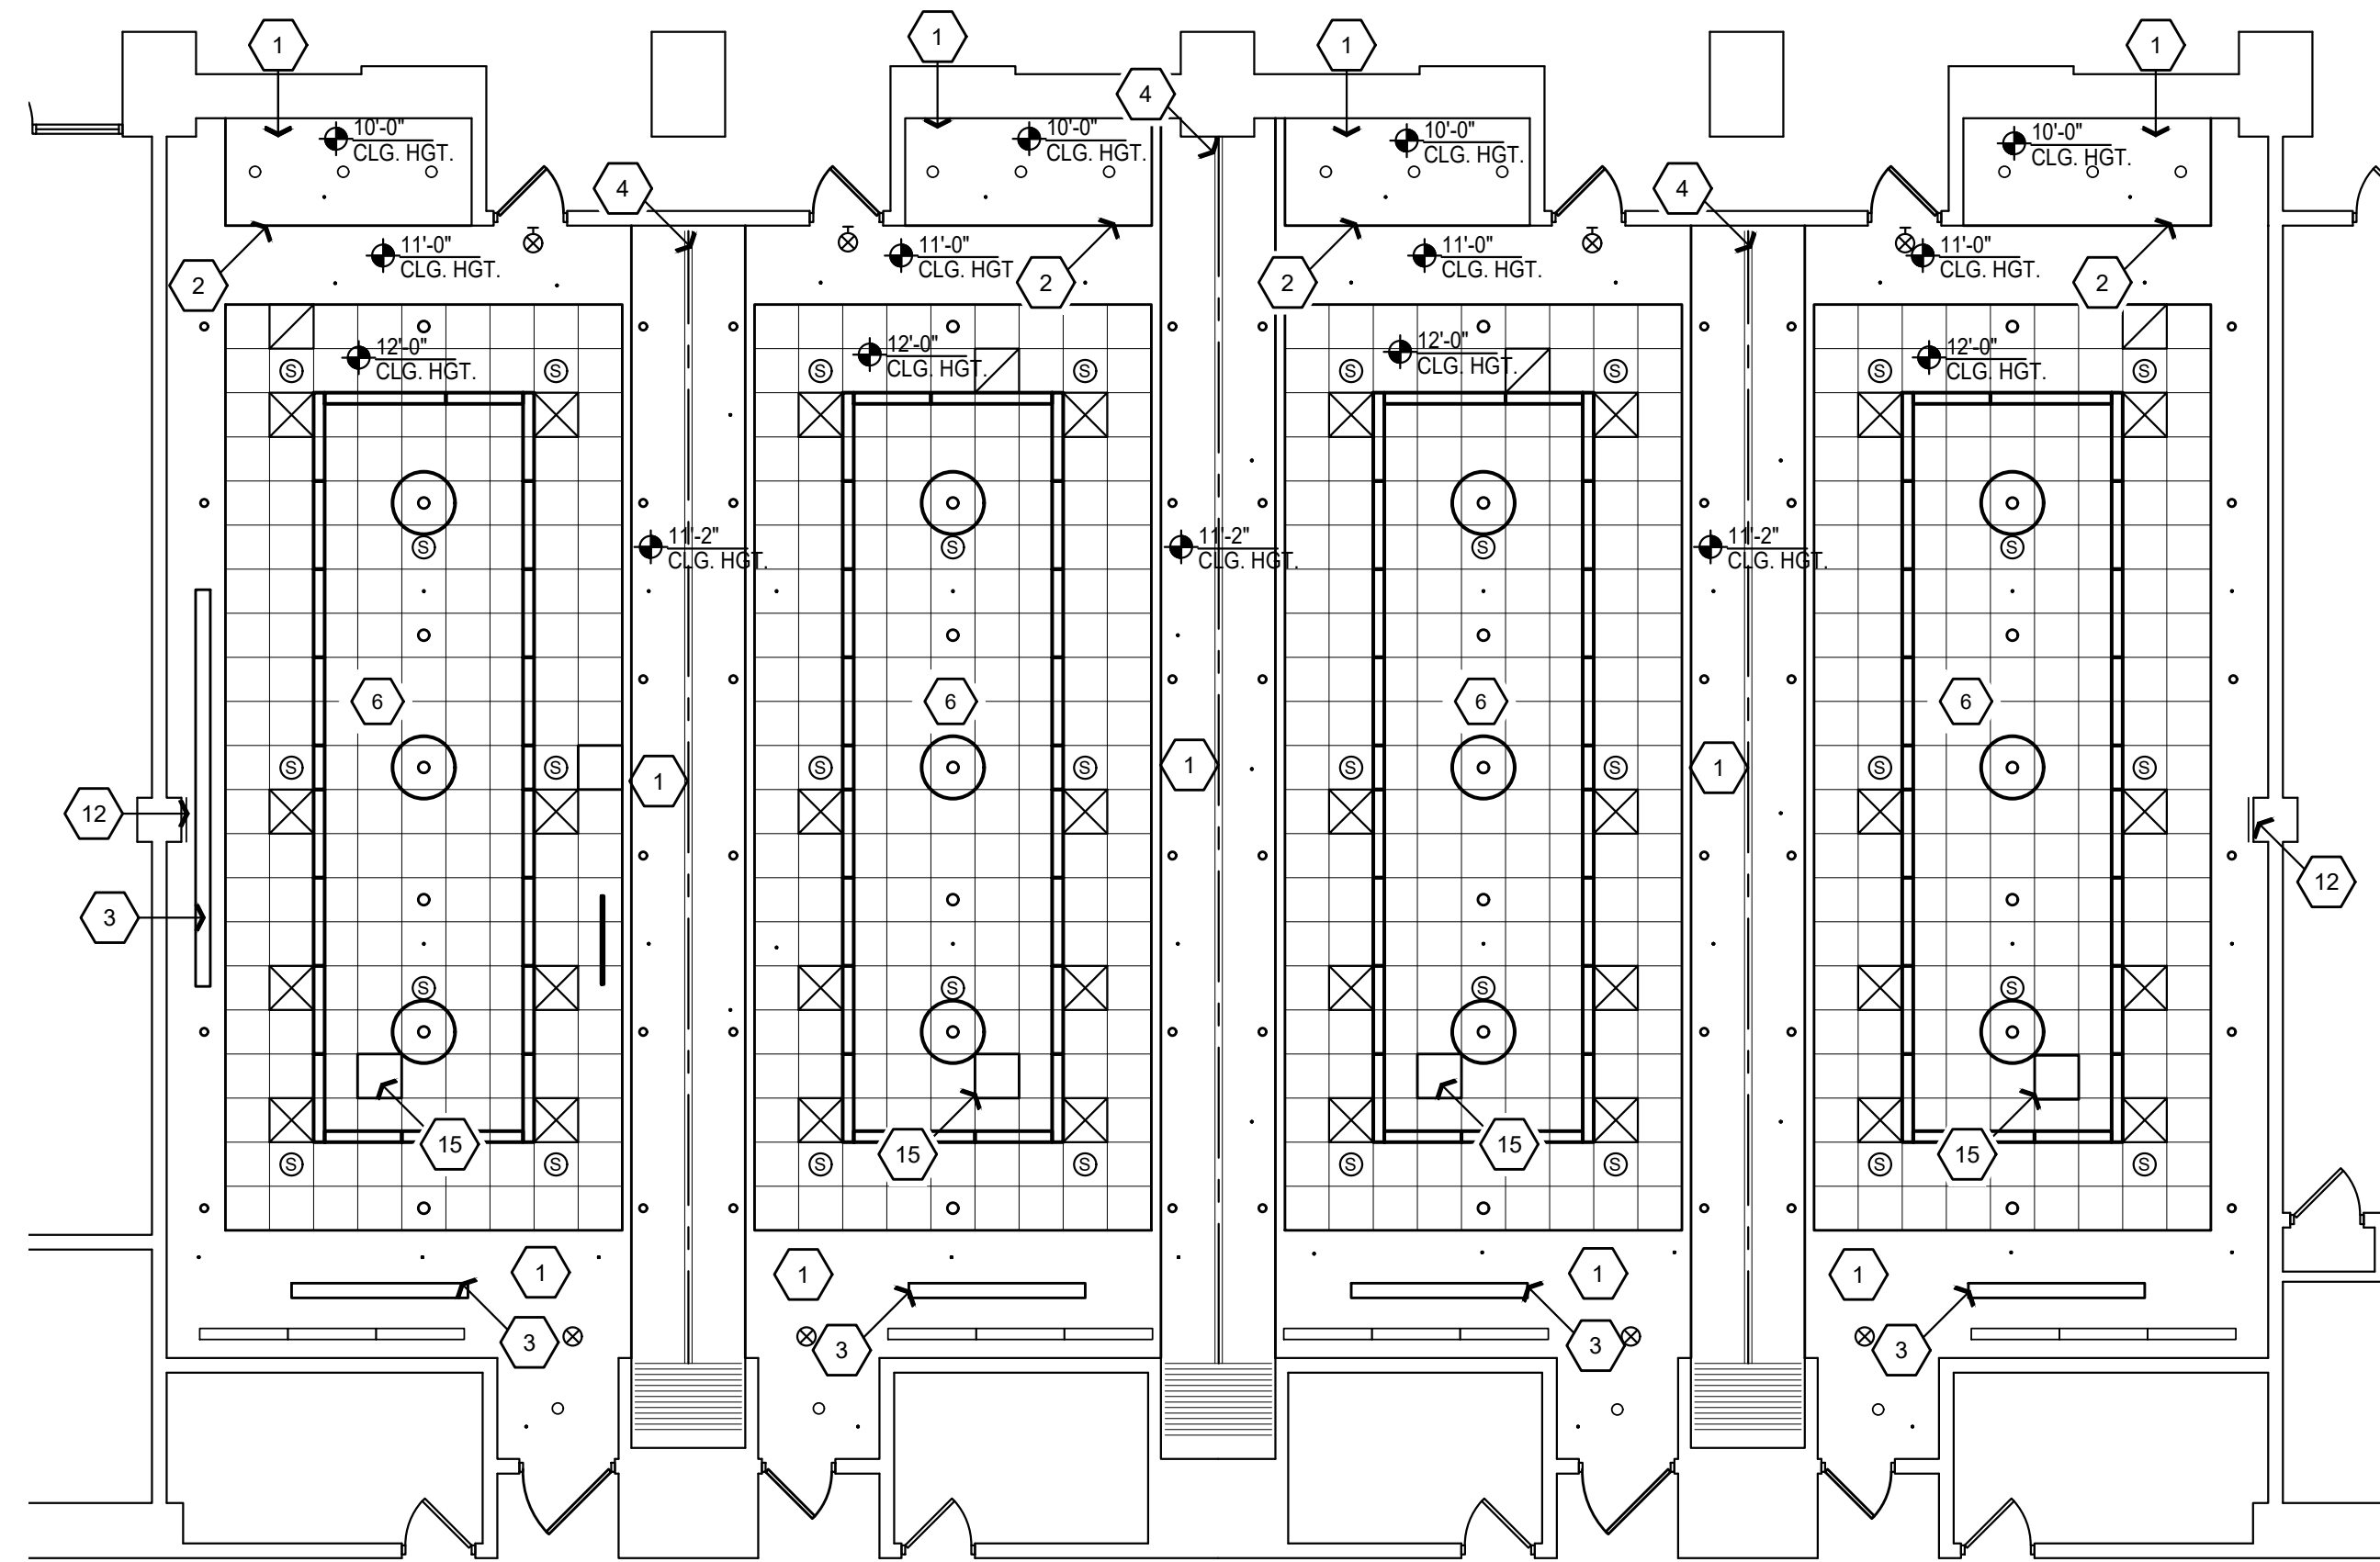 1
1
1
1
4
10'-0"
CLG. HGT.
10'-0"
CLG. HGT.
10'-0"
CLG. HGT.
10'-0"
CLG. HGT.
4
4
11'-0"
CLG. HGT.
11'-0"
CLG. HGT
11'-0"
CLG. HGT.
11'-0"
CLG. HGT.
2
2
2
2
12'-0"
CLG. HGT.
12'-0"
CLG. HGT.
12'-0"
CLG. HGT.
12'-0"
CLG. HGT.
S
S
S
S
S
S
S
S
11'-2"
CLG. HGT.
11'-2"
CLG. HGT.
11'-2"
CLG. HGT.
S
S
S
S
6
6
6
6
S
S
S
S
S
S
S
S
1
1
1
12
12
3
S
S
S
S
15
15
15
15
S
S
S
S
S
S
S
S
1
1
1
1
3
3
3
3